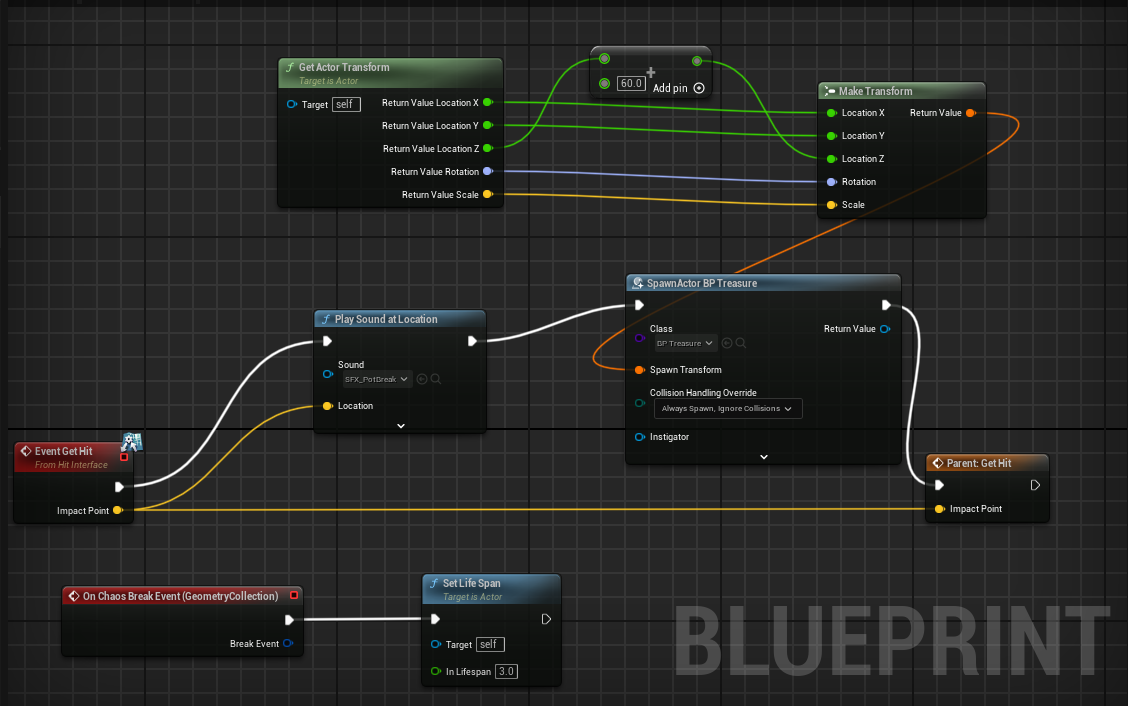 Get Actor Transform
Target is Actor
Target self
Return Value Location X
Return Value Location Y
Return Value Location Z
Return Value Rotation
Return Value Scale
+
60.0
Add pin
Make Transform
Location X
Return Value
Location Y
Location Z
Rotation
Scale
Play Sound at Location
Sound
SFX_PotBreak
Location
SpawnActor BP Treasure
Class
BP Treasure
Return Value
Spawn Transform
Collision Handling Override
Always Spawn, Ignore Collisions
Instigator
Event Get Hit
From Hit Interface
Impact Point
Parent: Get Hit
Impact Point
On Chaos Break Event (GeometryCollection)
Break Event
Set Life Span
Target is Actor
Target self
In Lifespan 3.0
BLUEPRINT